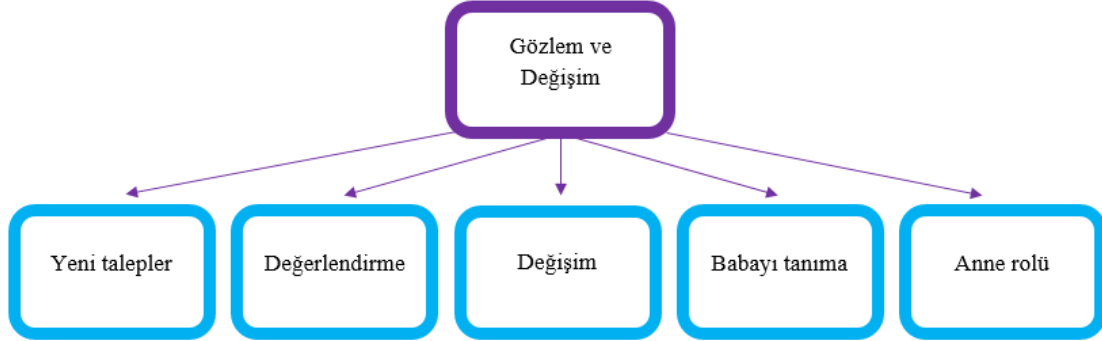 Gözlem ve
Değişim
Yeni talepler
Değerlendirme
Değişim
Babayı tanıma
Anne rolü